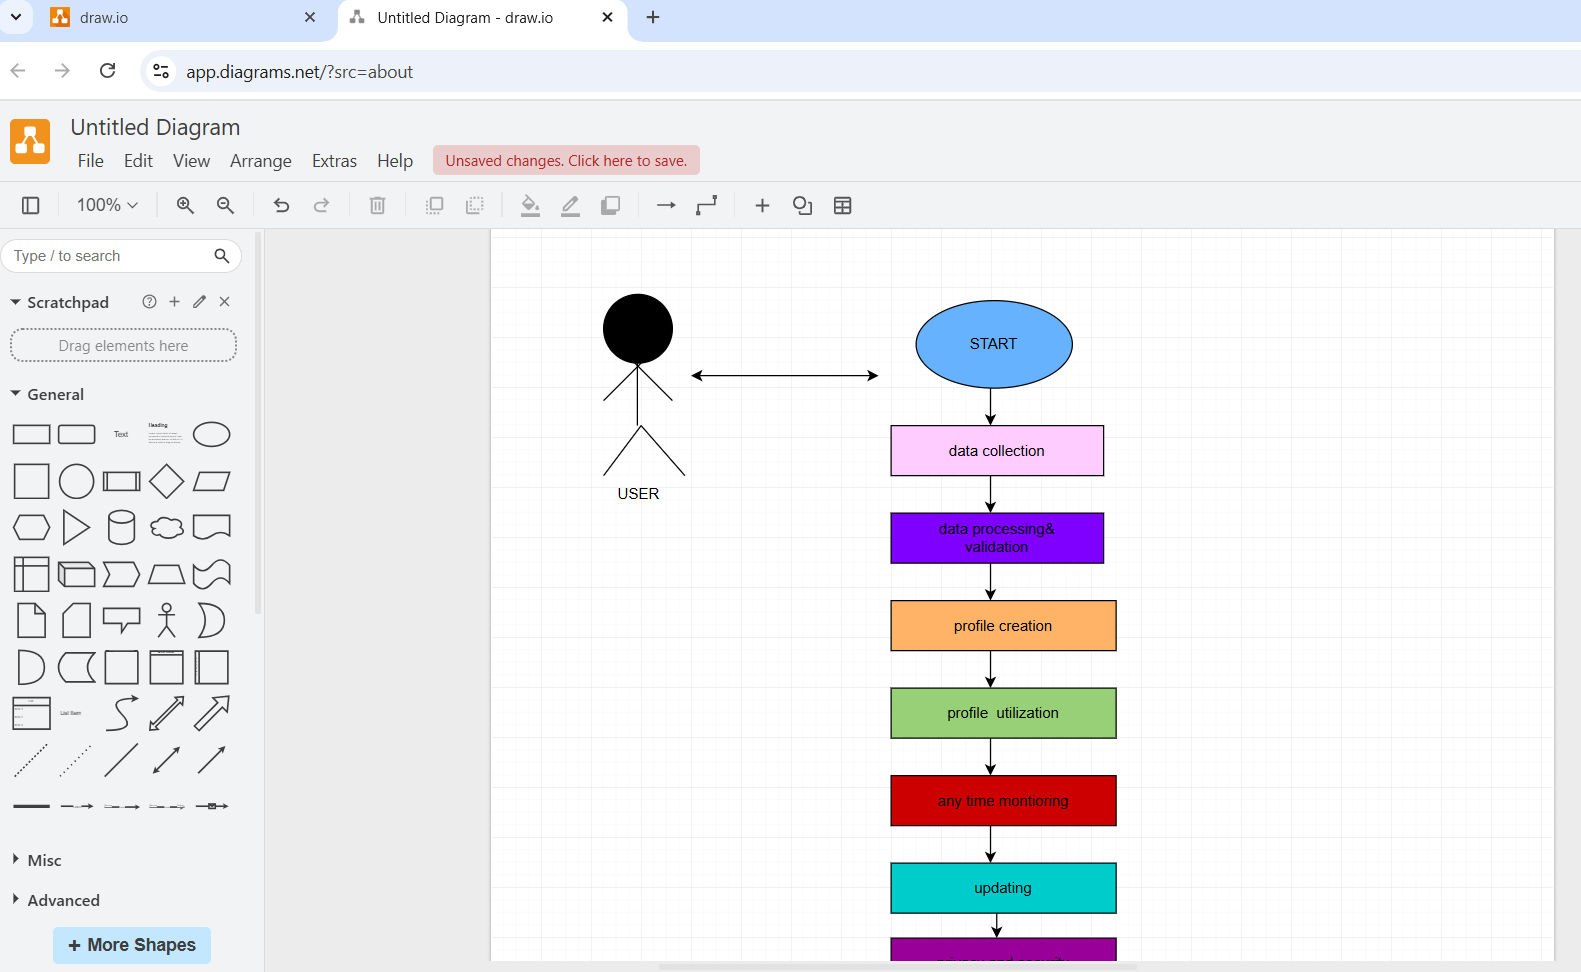 draw.io
Untitled Diagram - draw.io
app.diagrams.net/?src=about
Untitled Diagram
File Edit View Arrange Extras Help
Unsaved changes. Click here to save.
100%
Type / to search
Scratchpad
Drag elements here
General
Text
Heading
List Item
Misc
Advanced
+ More Shapes
USER
START
data collection
data processing&
validation
profile creation
profile utilization
any time montioring
updating
privacy and security